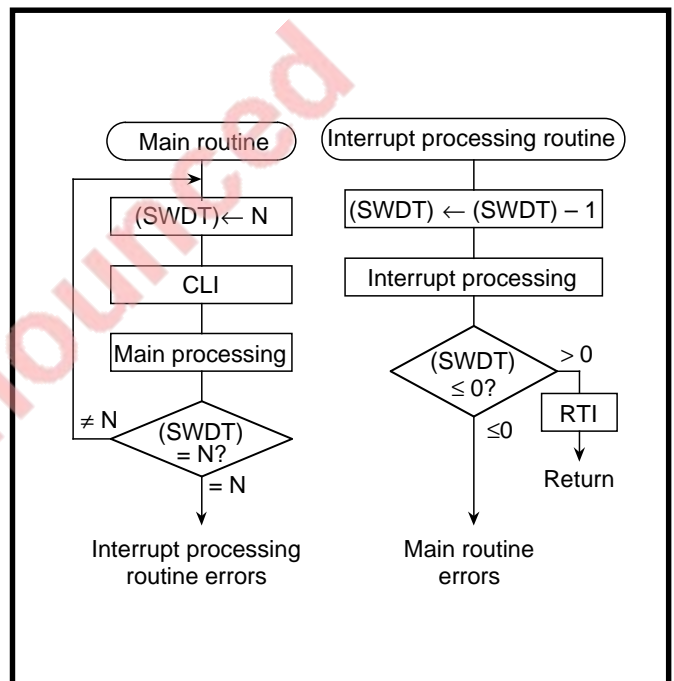 Main routine
(SWDT)← N
CLI
Main processing
≠ N
(SWDT)
= N?
= N
Interrupt processing
routine errors
Interrupt processing routine
(SWDT) ← (SWDT) – 1
Interrupt processing
(SWDT)
≤ 0?
> 0
RTI
Return
≤0
Main routine
errors
nounced